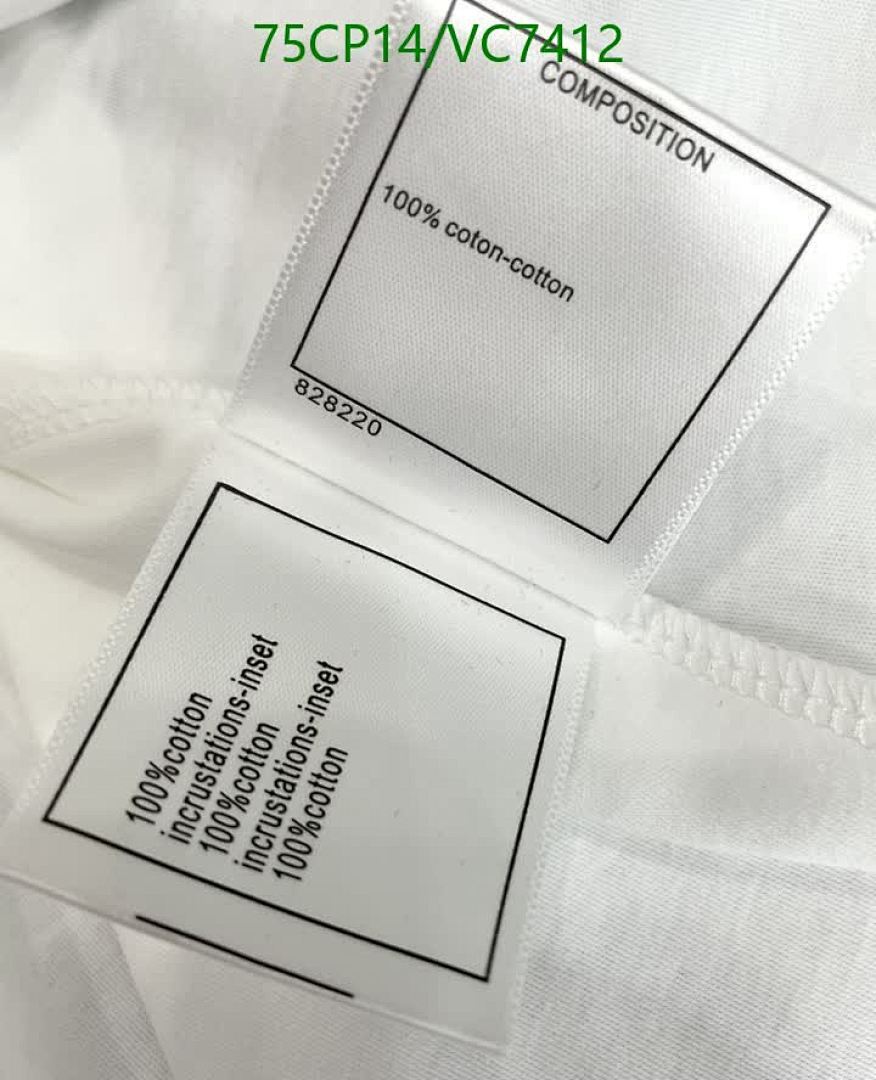 75CP14/VC7412
COMPOSITION
100% coton-cotton
828220
100%cotton
incrustations-inset
100%cotton
incrustations-inset
100%cotton